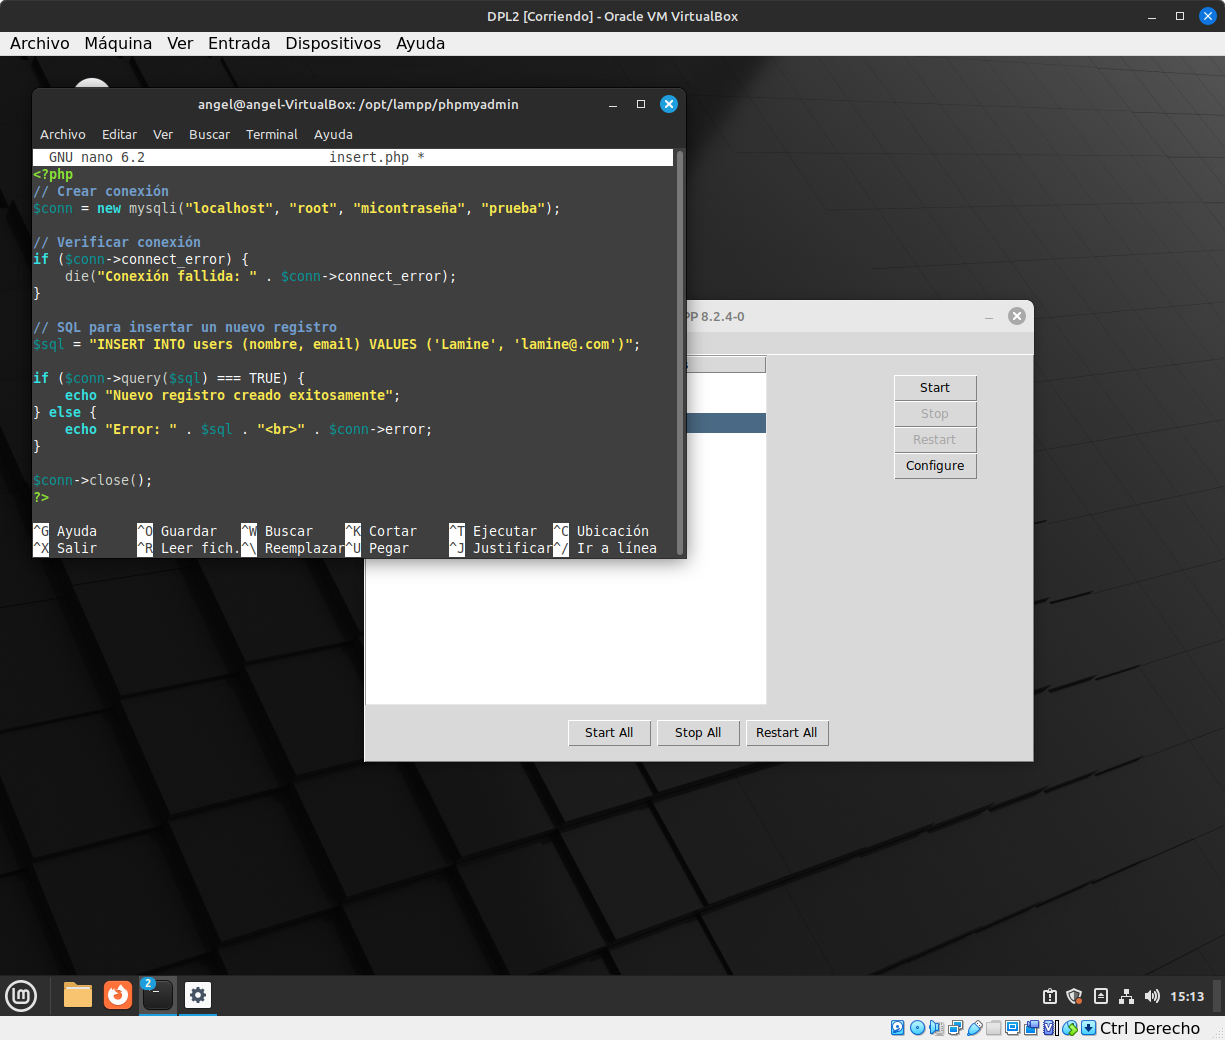 DPL2 [Corriendo] - Oracle VM VirtualBox
Archivo Máquina Ver Entrada Dispositivos Ayuda
angel@angel-VirtualBox: /opt/lampp/phpmyadmin
Archivo Editar Ver Buscar Terminal Ayuda
GNU nano 6.2 insert.php *
<?php
// Crear conexión
$conn = new mysqli("localhost", "root", "micontraseña", "prueba");
// Verificar conexión
if ($conn->connect_error) {
    die("Conexión fallida: " . $conn->connect_error);
}
// SQL para insertar un nuevo registro
$sql = "INSERT INTO users (nombre, email) VALUES ('Lamine', 'lamine@.com')";
if ($conn->query($sql) === TRUE) {
    echo "Nuevo registro creado exitosamente";
} else {
    echo "Error: " . $sql . "<br>" . $conn->error;
}
$conn->close();
?>
^G Ayuda ^O Guardar ^W Buscar ^K Cortar ^T Ejecutar ^C Ubicación
^X Salir ^R Leer fich. ^\ Reemplazar ^U Pegar ^J Justificar ^/ Ir a línea
PP 8.2.4-0
s
Start
Stop
Restart
Configure
Start All Stop All Restart All
2
15:13
Ctrl Derecho